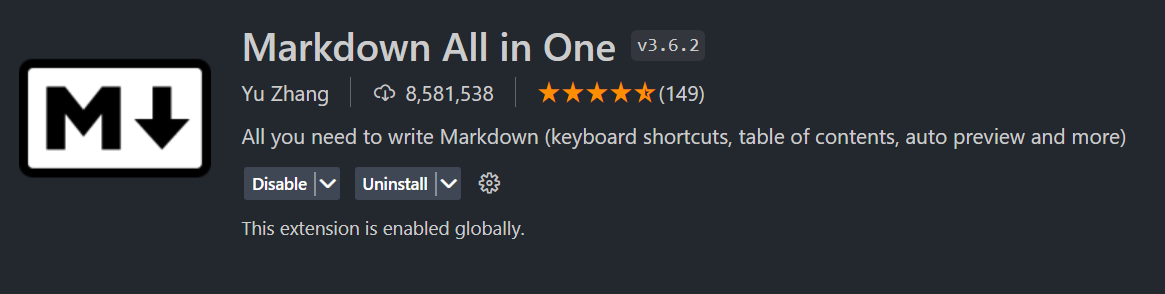 Markdown All in One v3.6.2
M
Yu Zhang 8,581,538 (149)
All you need to write Markdown (keyboard shortcuts, table of contents, auto preview and more)
Disable Uninstall
This extension is enabled globally.